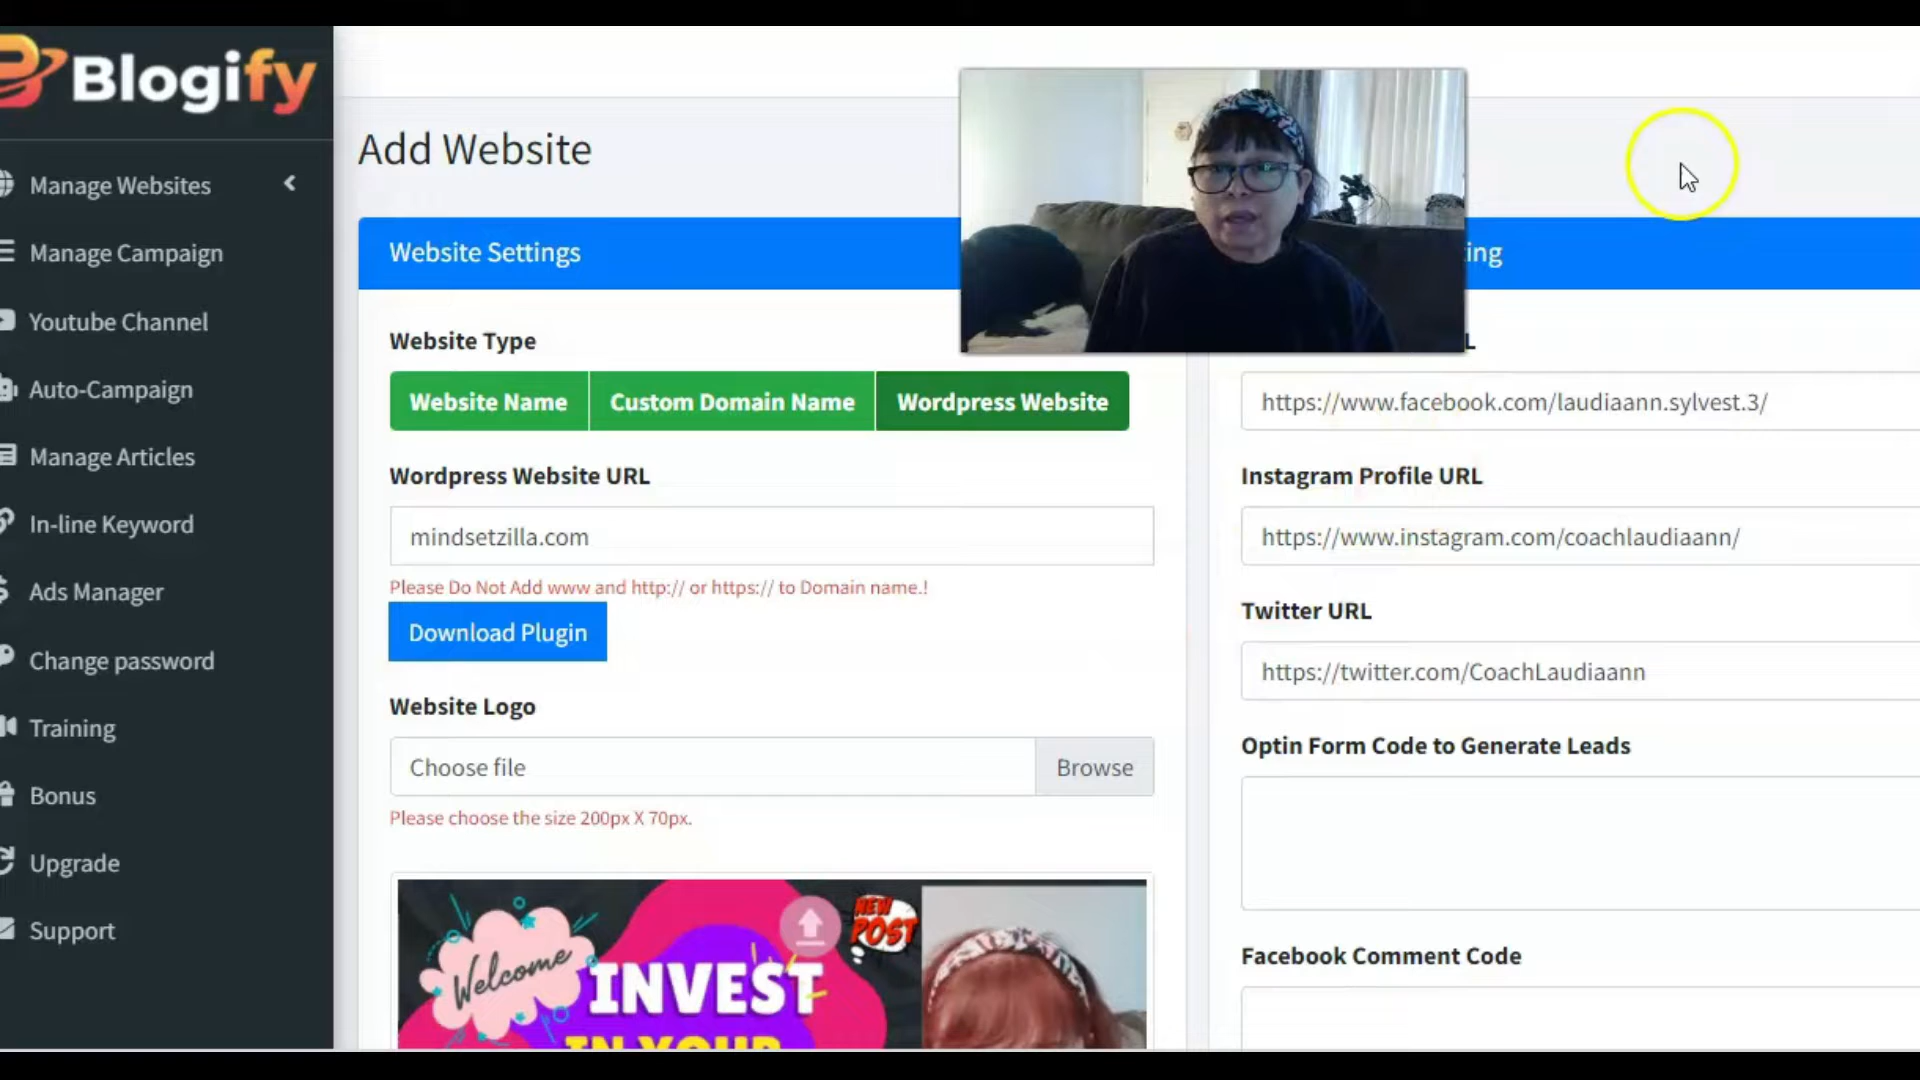 Blogify
Manage Websites
Manage Campaign
Youtube Channel
Auto-Campaign
Manage Articles
In-line Keyword
Ads Manager
Change password
Training
Bonus
Upgrade
Support
Add Website
Website Settings
Website Type
Website Name
Custom Domain Name
Wordpress Website
Wordpress Website URL
mindsetzilla.com
Please Do Not Add www and http:// or https:// to Domain name.!
Download Plugin
Website Logo
Choose file
Browse
Please choose the size 200px X 70px.
Welcome
INVEST
IN YOUR
NEW
POST
https://www.facebook.com/laudiaann.sylvest.3/
Instagram Profile URL
https://www.instagram.com/coachlaudiaann/
Twitter URL
https://twitter.com/CoachLaudiaann
Optin Form Code to Generate Leads
Facebook Comment Code